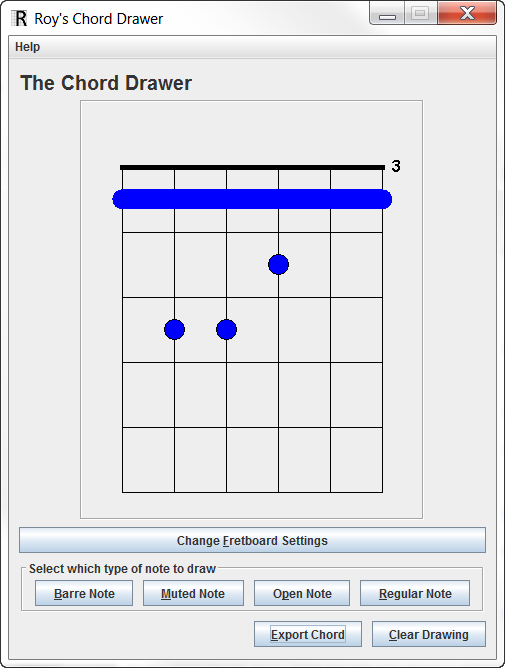 R Roy's Chord Drawer
Help
The Chord Drawer
3
Change Fretboard Settings
Select which type of note to draw
Barre Note Muted Note Open Note Regular Note
Export Chord Clear Drawing